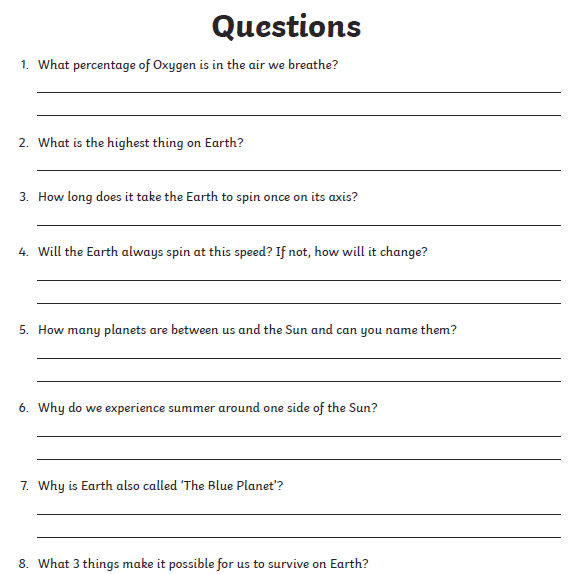 Questions
1. What percentage of Oxygen is in the air we breathe?
2. What is the highest thing on Earth?
3. How long does it take the Earth to spin once on its axis?
4. Will the Earth always spin at this speed? If not, how will it change?
5. How many planets are between us and the Sun and can you name them?
6. Why do we experience summer around one side of the Sun?
7. Why is Earth also called ‘The Blue Planet’?
8. What 3 things make it possible for us to survive on Earth?